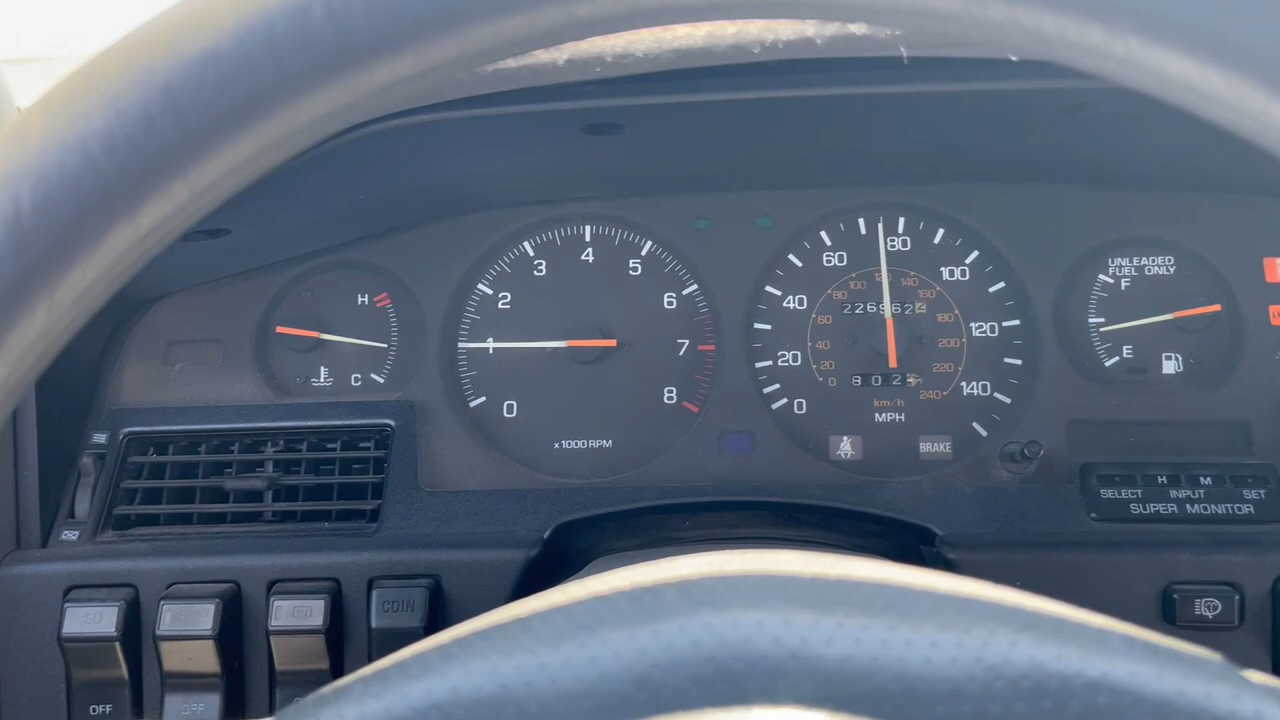 H
C
0
1
2
3
4
5
6
7
8
x1000 RPM
0
20
40
60
80
100
120
140
0
20
40
60
80
100
120
140
160
180
200
220
240
km/h
MPH
BRAKE
UNLEADED
FUEL ONLY
F
E
H M
SELECT INPUT SET
SUPER MONITOR
COIN
OFF
OFF